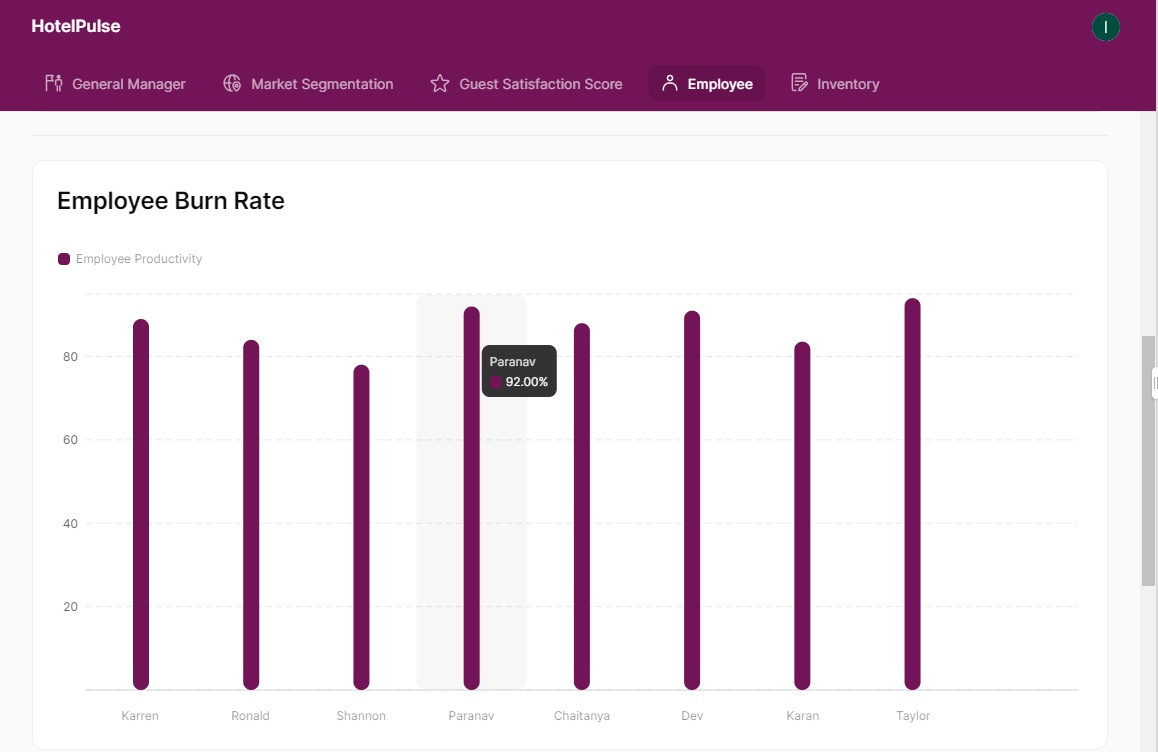 HotelPulse
I
General Manager
Market Segmentation
Guest Satisfaction Score
Employee
Inventory
Employee Burn Rate
Employee Productivity
80
60
40
20
Paranav
92.00%
Karren
Ronald
Shannon
Paranav
Chaitanya
Dev
Karan
Taylor